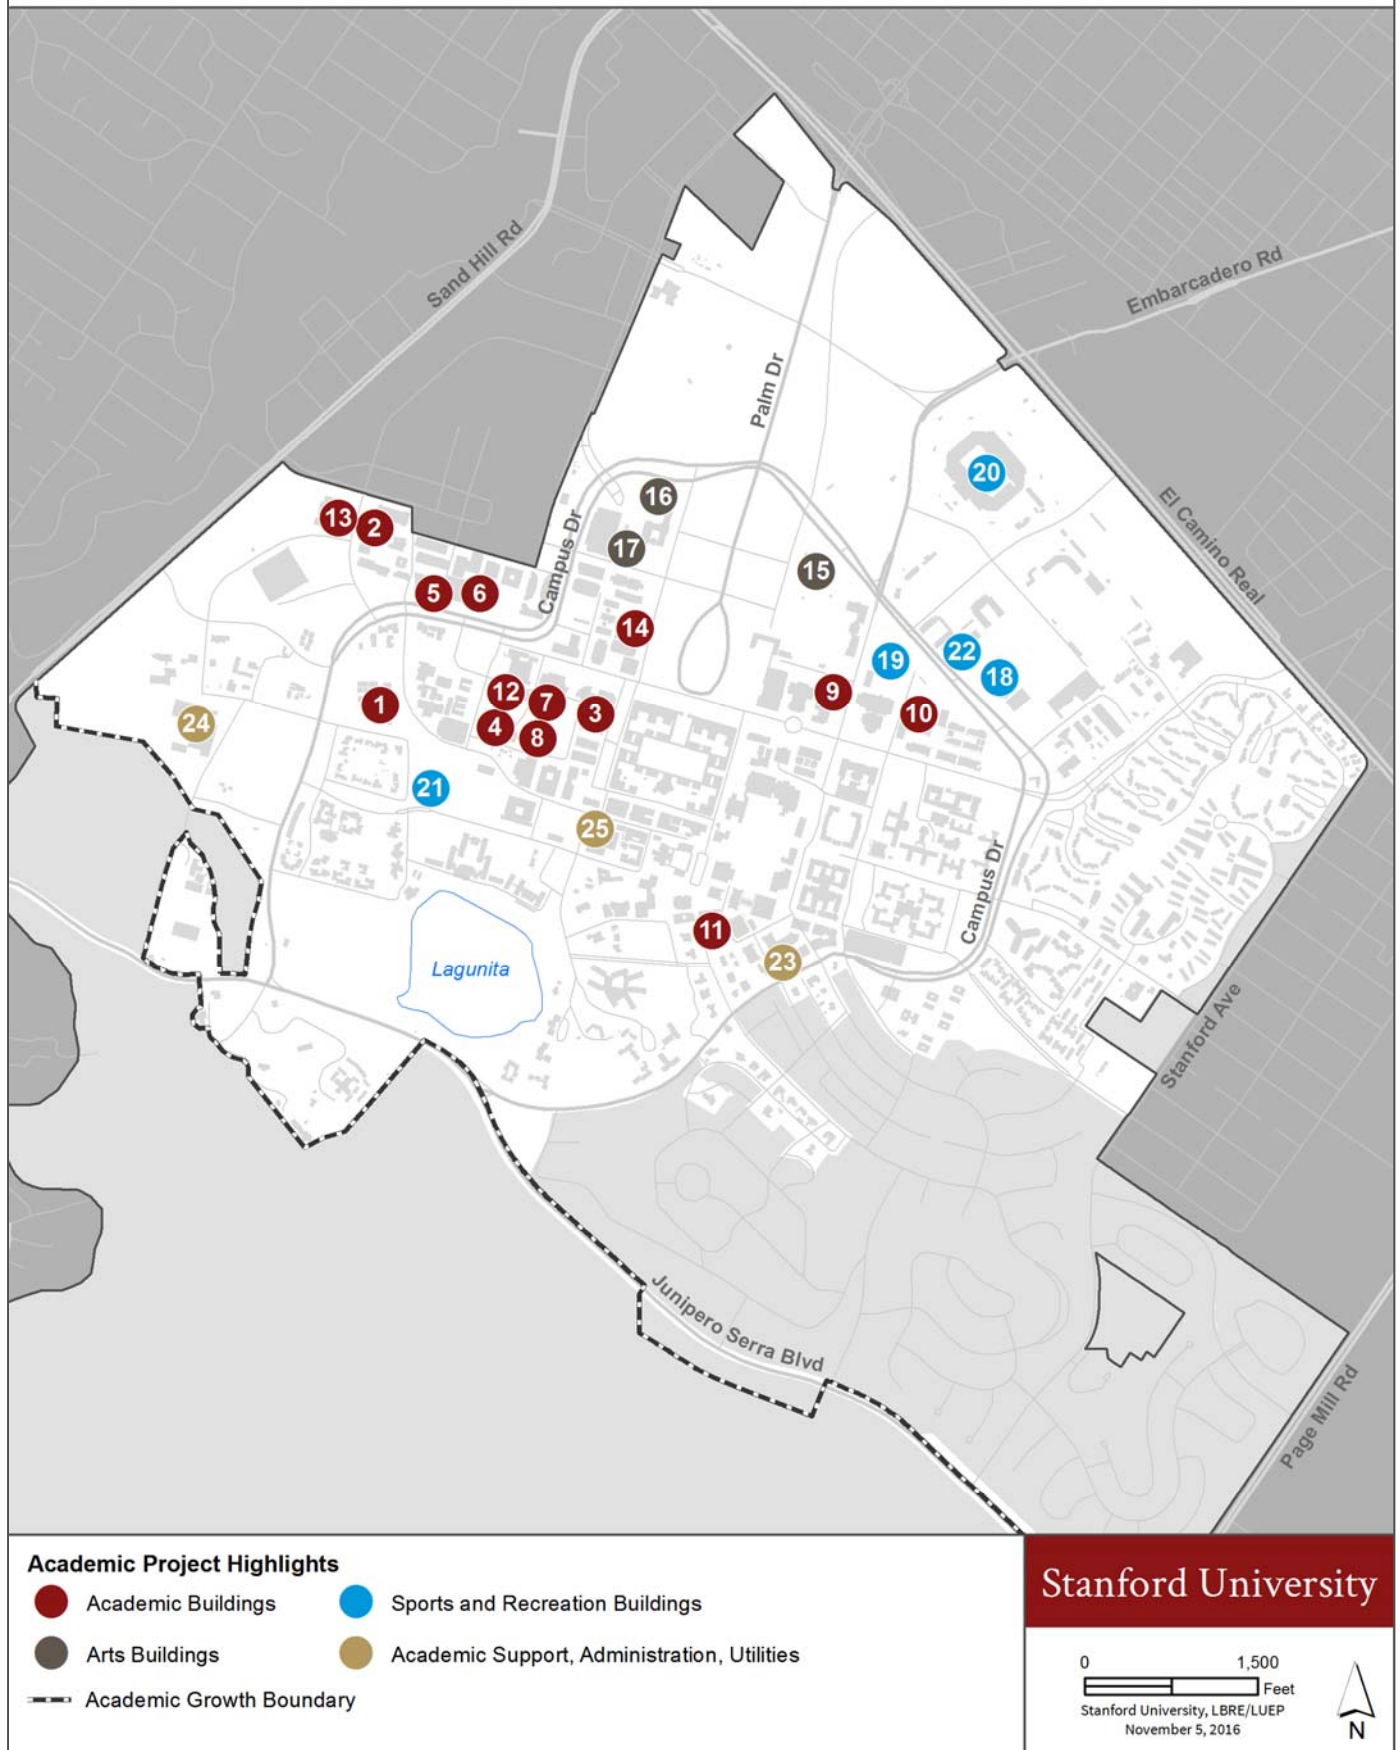 Sand Hill Rd
Embarcadero Rd
Palm Dr
20
16
El Camino Real
13
2
Campus Dr
17
15
5
6
14
19
22
18
12
7
9
1
4
8
3
10
24
21
25
Campus Dr
11
23
Lagunita
Stanford Ave
Junipero Serra Blvd
Page Mill Rd
Academic Project Highlights
Academic Buildings
Sports and Recreation Buildings
Arts Buildings
Academic Support, Administration, Utilities
Academic Growth Boundary
Stanford University
0
1,500
Feet
Stanford University, LBRE/LUEP
November 5, 2016
N